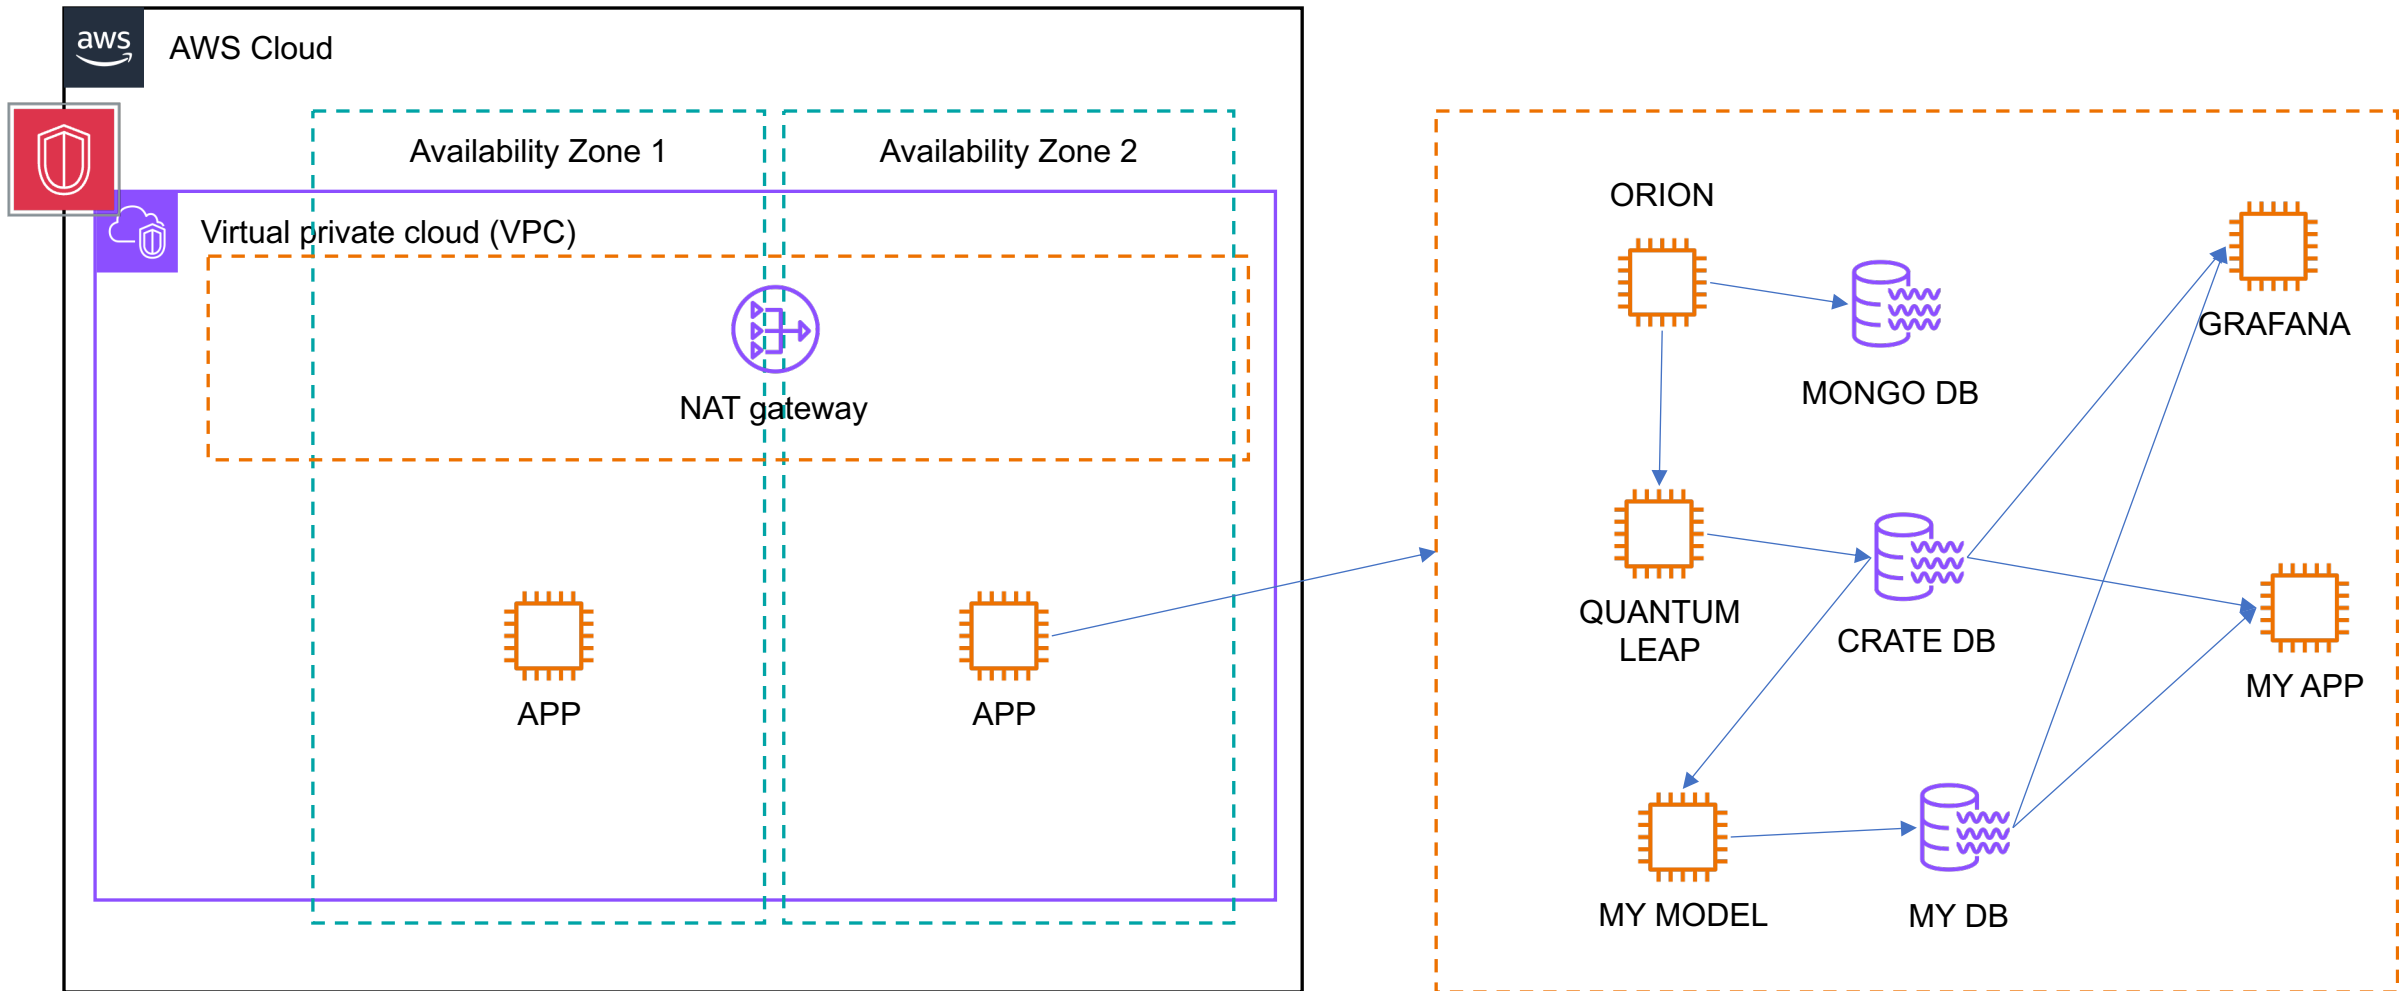 aws
AWS Cloud
Availability Zone 1
Availability Zone 2
Virtual private cloud (VPC)
NAT gateway
APP
APP
ORION
MONGO DB
GRAFANA
QUANTUM
LEAP
CRATE DB
MY APP
MY MODEL
MY DB